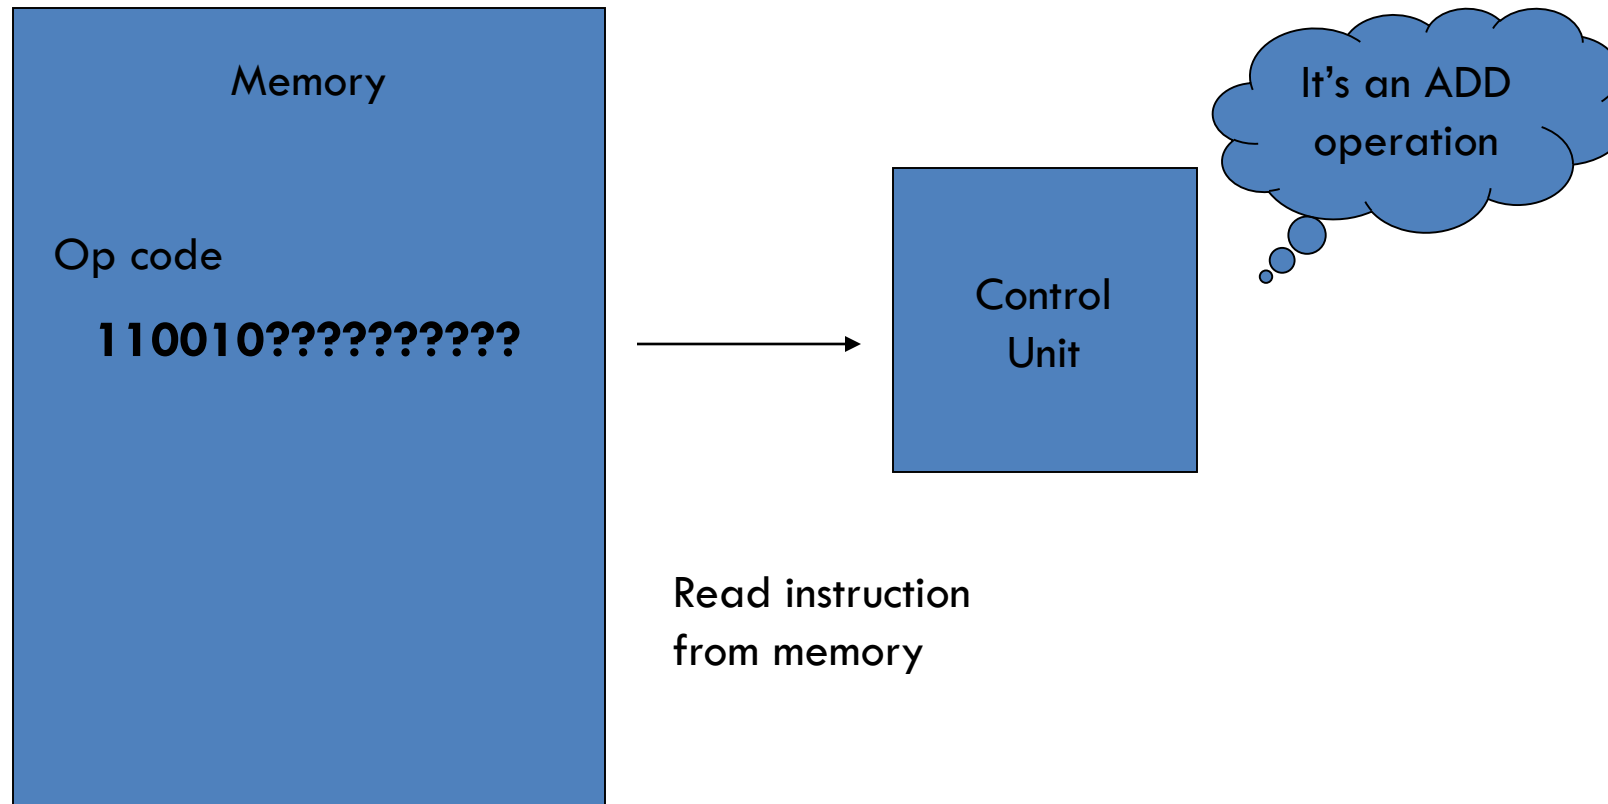 Memory
It’s an ADD
operation
Op code
110010??????????
Control
Unit
Read instruction
from memory